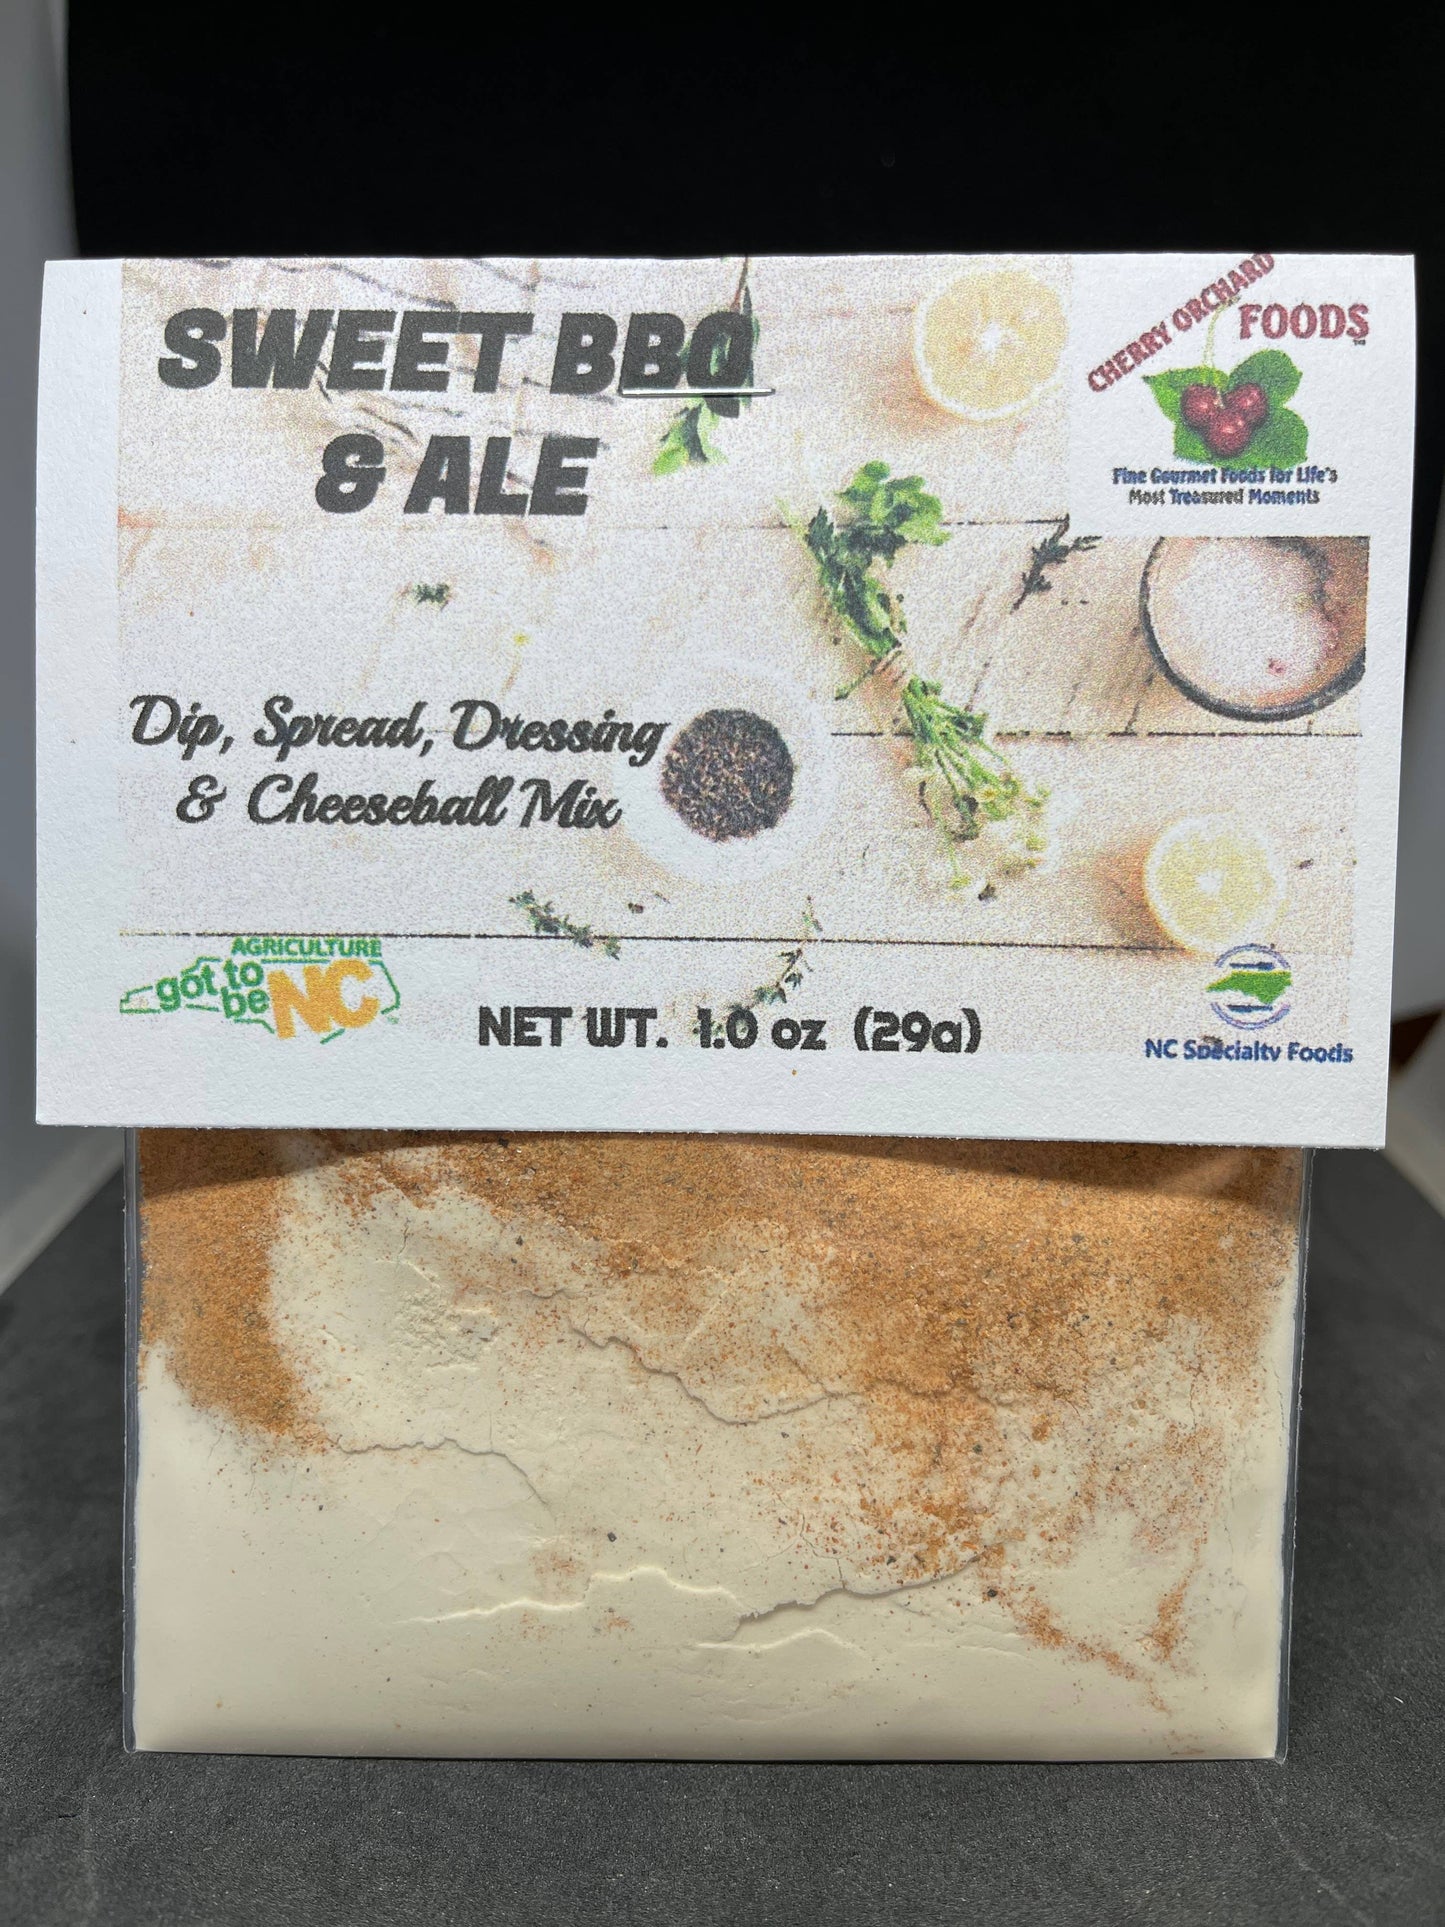 SWEET BBQ
& ALE
CHERRY ORCHARD
FOODS
Fine Gourmet Foods for Life's
Most Treasured Moments
Dip, Spread, Dressing
& Cheeseball Mix
AGRICULTURE
got to
be NC
NET WT. 1.0 oz (29g)
NC Specialty Foods